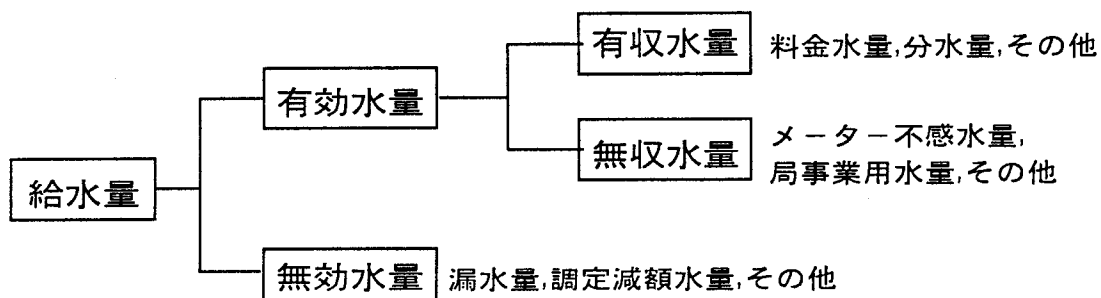 有収水量 料金水量,分水量,その他
有効水量
無収水量 メーター不感水量,
局事業用水量,その他
給水量
無効水量 漏水量,調定減額水量,その他